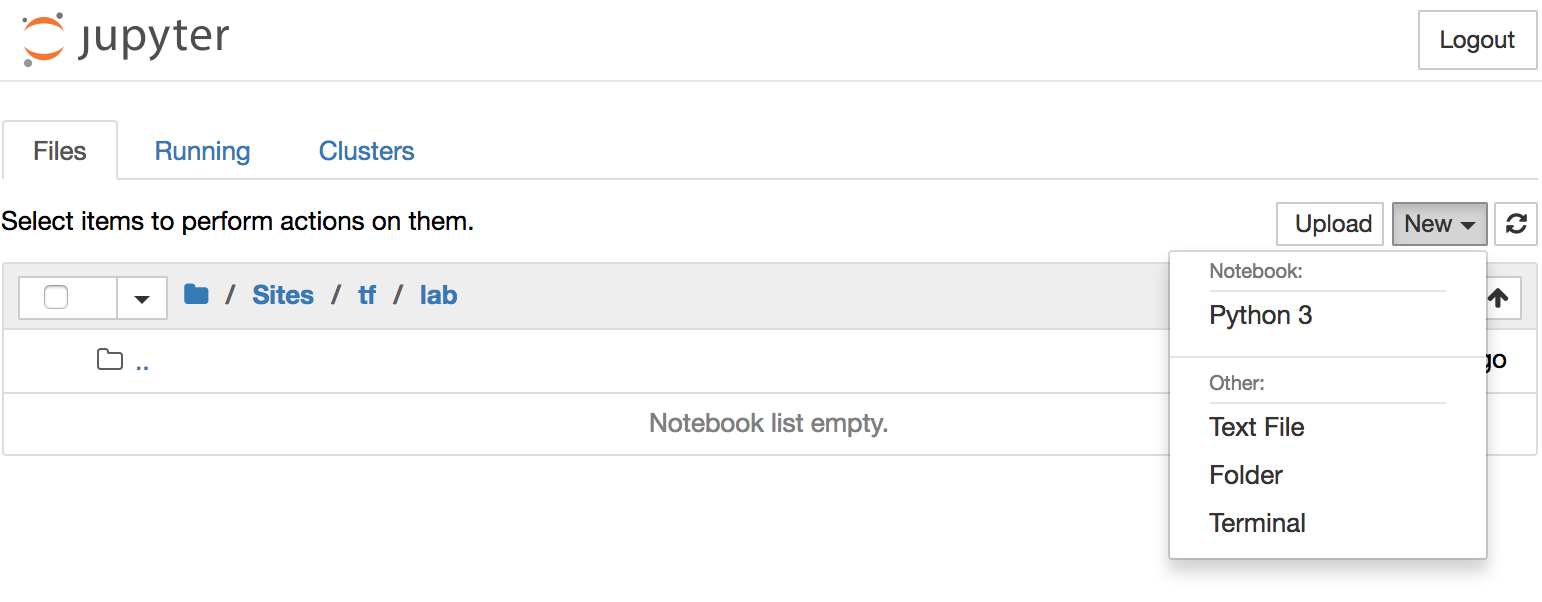 jupyter
Logout
Files Running Clusters
Select items to perform actions on them.
Upload New
Notebook:
/ Sites / tf / lab
Python 3
..
Other:
Notebook list empty.
Text File
Folder
Terminal